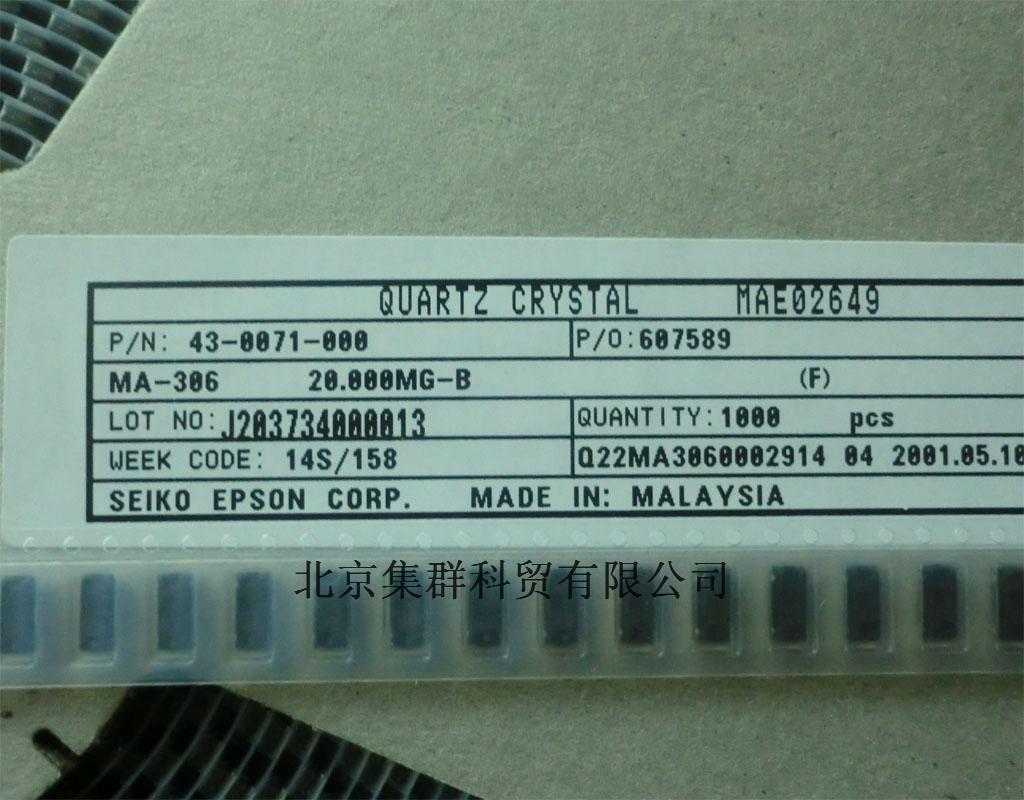 QUARTZ CRYSTAL MAE02649
P/N: 43-0071-000 P/O:607589
MA-306 20.000MG-B (F)
LOT NO: J203734000013 QUANTITY: 1000 pcs
WEEK CODE: 14S/158 Q22MA3060002914 04 2001.05.10
SEIKO EPSON CORP. MADE IN: MALAYSIA
北京集群科贸有限公司